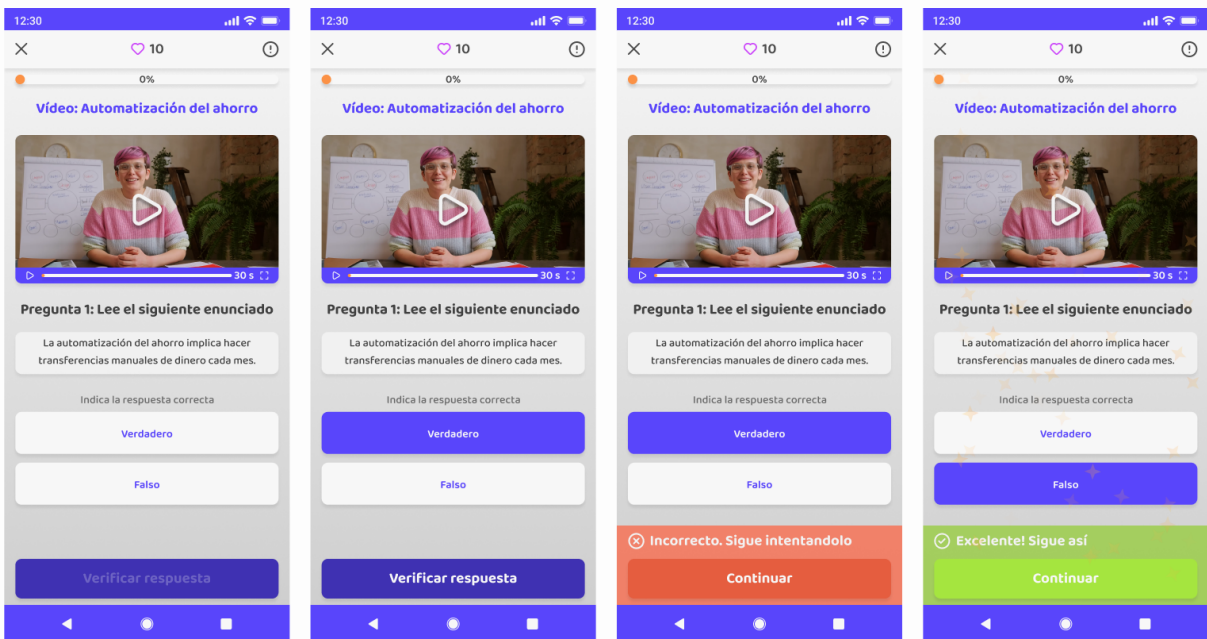 12:30
10
0%
Vídeo: Automatización del ahorro
30 s
Pregunta 1: Lee el siguiente enunciado
La automatización del ahorro implica hacer
transferencias manuales de dinero cada mes.
Indica la respuesta correcta
Verdadero
Falso
Verificar respuesta
12:30
10
0%
Vídeo: Automatización del ahorro
30 s
Pregunta 1: Lee el siguiente enunciado
La automatización del ahorro implica hacer
transferencias manuales de dinero cada mes.
Indica la respuesta correcta
Verdadero
Falso
Verificar respuesta
12:30
10
0%
Vídeo: Automatización del ahorro
30 s
Pregunta 1: Lee el siguiente enunciado
La automatización del ahorro implica hacer
transferencias manuales de dinero cada mes.
Indica la respuesta correcta
Verdadero
Falso
Incorrecto. Sigue intentandolo
Continuar
12:30
10
0%
Vídeo: Automatización del ahorro
30 s
Pregunta 1: Lee el siguiente enunciado
La automatización del ahorro implica hacer
transferencias manuales de dinero cada mes.
Indica la respuesta correcta
Verdadero
Falso
Excelente! Sigue así
Continuar